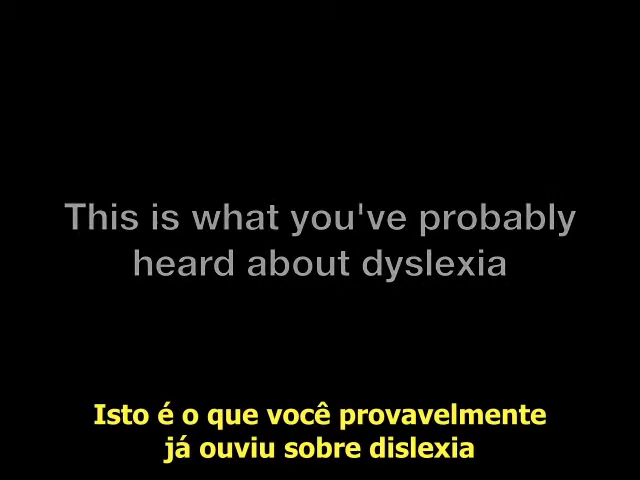 This is what you've probably
heard about dyslexia
Isto é o que você provavelmente
já ouviu sobre dislexia